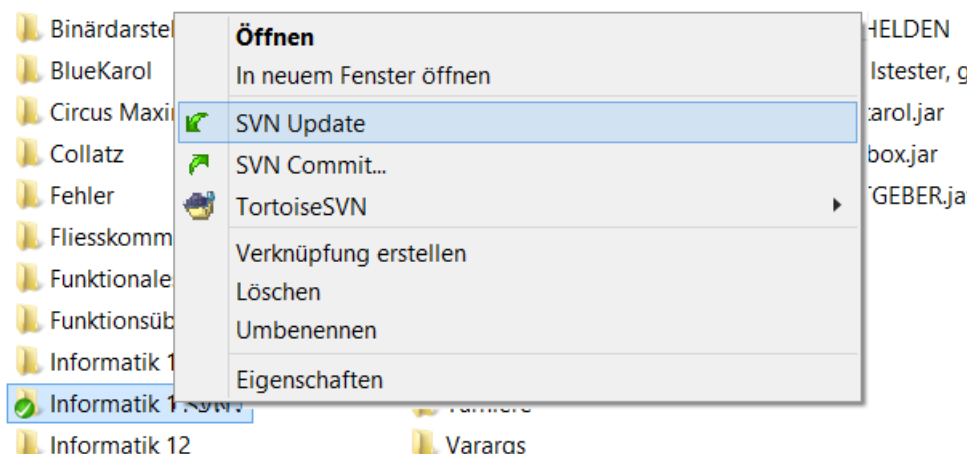 Binärdarstel
BlueKarol
Circus Maxi
Collatz
Fehler
Fliesskomm
Funktionale
Funktionsüb
Informatik 1
Informatik 1
Informatik 12
Öffnen
In neuem Fenster öffnen
SVN Update
SVN Commit...
TortoiseSVN
Verknüpfung erstellen
Löschen
Umbenennen
Eigenschaften
HELDEN
lstester, g
karol.jar
box.jar
TGEBER.ja
Turniere
Varargs